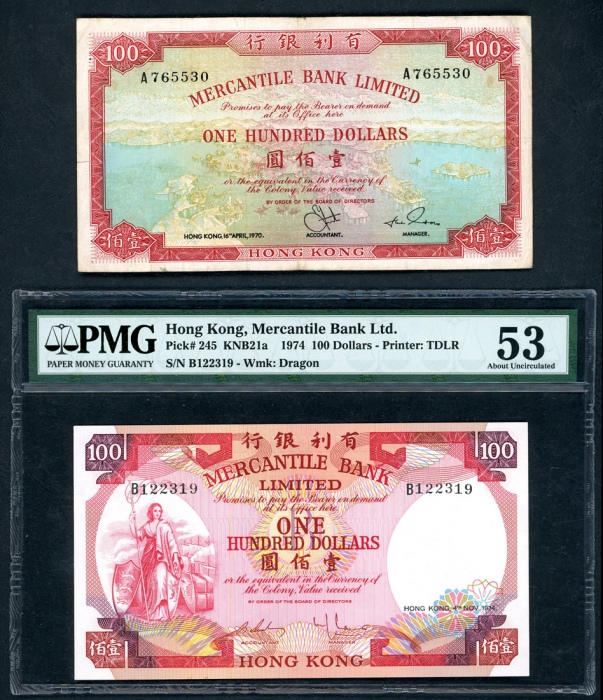 100 行銀利有 100
A765530 A765530
MERCANTILE BANK LIMITED
Promises to pay the Bearer on demand
at its Office here
ONE HUNDRED DOLLARS
圓佰壹
or the equivalent in the Currency of
the Colony, Value received
BY ORDER OF THE BOARD OF DIRECTORS
HONG KONG, 16TH APRIL, 1970. ACCOUNTANT. MANAGER.
佰壹 HONG KONG 佰壹
PMG
PAPER MONEY GUARANTY
Hong Kong, Mercantile Bank Ltd.
Pick# 245 KNB21a 1974 100 Dollars - Printer: TDLR
S/N B122319 - Wmk: Dragon
53
About Uncirculated
100 行銀利有 100
MERCANTILE BANK
LIMITED
B122319 B122319
Promises to pay the Bearer on demand
at its Office here
ONE
HUNDRED DOLLARS
圓佰壹
or the equivalent in the Currency of
the Colony, Value received
BY ORDER OF THE BOARD OF DIRECTORS
HONG KONG, 4TH NOV. 1974.
ACCOUNTANT MANAGER
佰壹 HONG KONG 佰壹